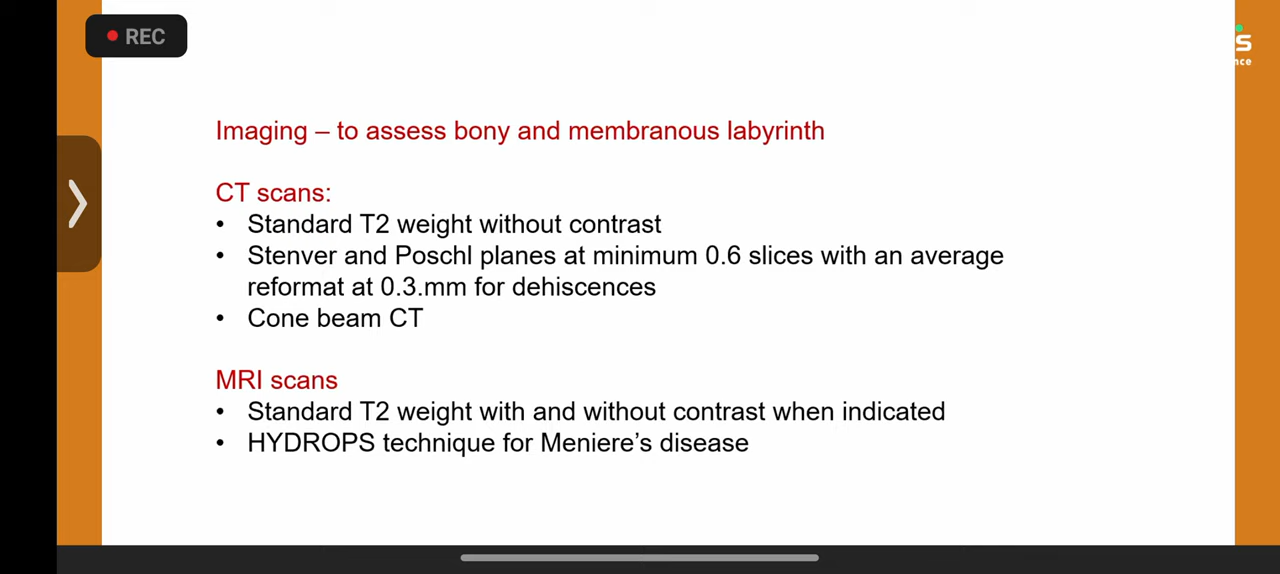 REC
s
nce
Imaging – to assess bony and membranous labyrinth
CT scans:
• Standard T2 weight without contrast
• Stenver and Poschl planes at minimum 0.6 slices with an average
reformat at 0.3.mm for dehiscences
• Cone beam CT
MRI scans
• Standard T2 weight with and without contrast when indicated
• HYDROPS technique for Meniere’s disease